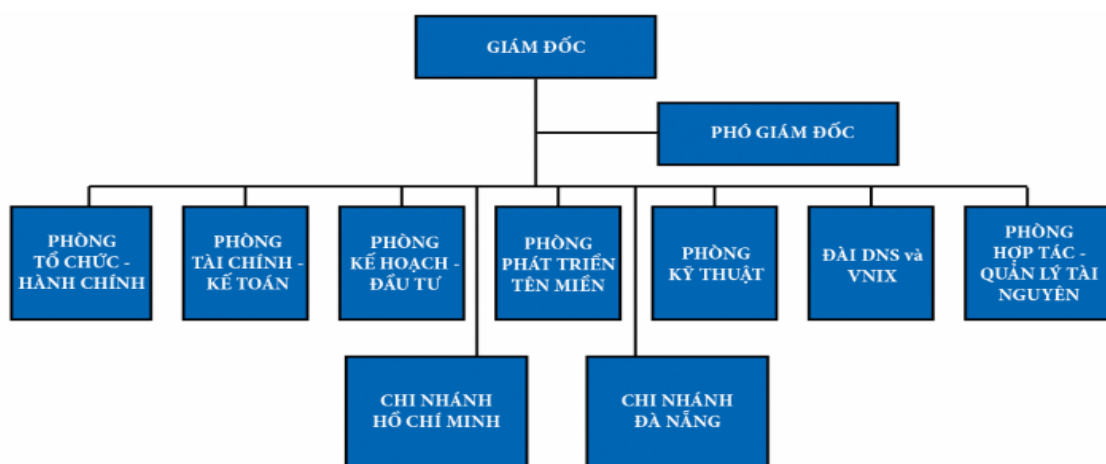 GIÁM ĐỐC
PHÓ GIÁM ĐỐC
PHÒNG
TỔ CHỨC -
HÀNH CHÍNH
PHÒNG
TÀI CHÍNH -
KẾ TOÁN
PHÒNG
KẾ HOẠCH -
ĐẦU TƯ
PHÒNG
PHÁT TRIỂN
TÊN MIỀN
PHÒNG
KỸ THUẬT
ĐÀI DNS và
VNIX
PHÒNG
HỢP TÁC -
QUẢN LÝ TÀI
NGUYÊN
CHI NHÁNH
HỒ CHÍ MINH
CHI NHÁNH
ĐÀ NẴNG